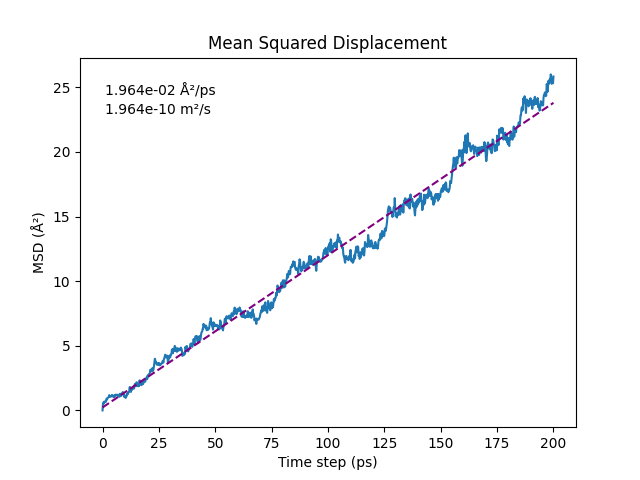 Mean Squared Displacement
1.964e-02 Å²/ps
1.964e-10 m²/s
MSD (Å²)
25
20
15
10
5
0
0 25 50 75 100 125 150 175 200
Time step (ps)